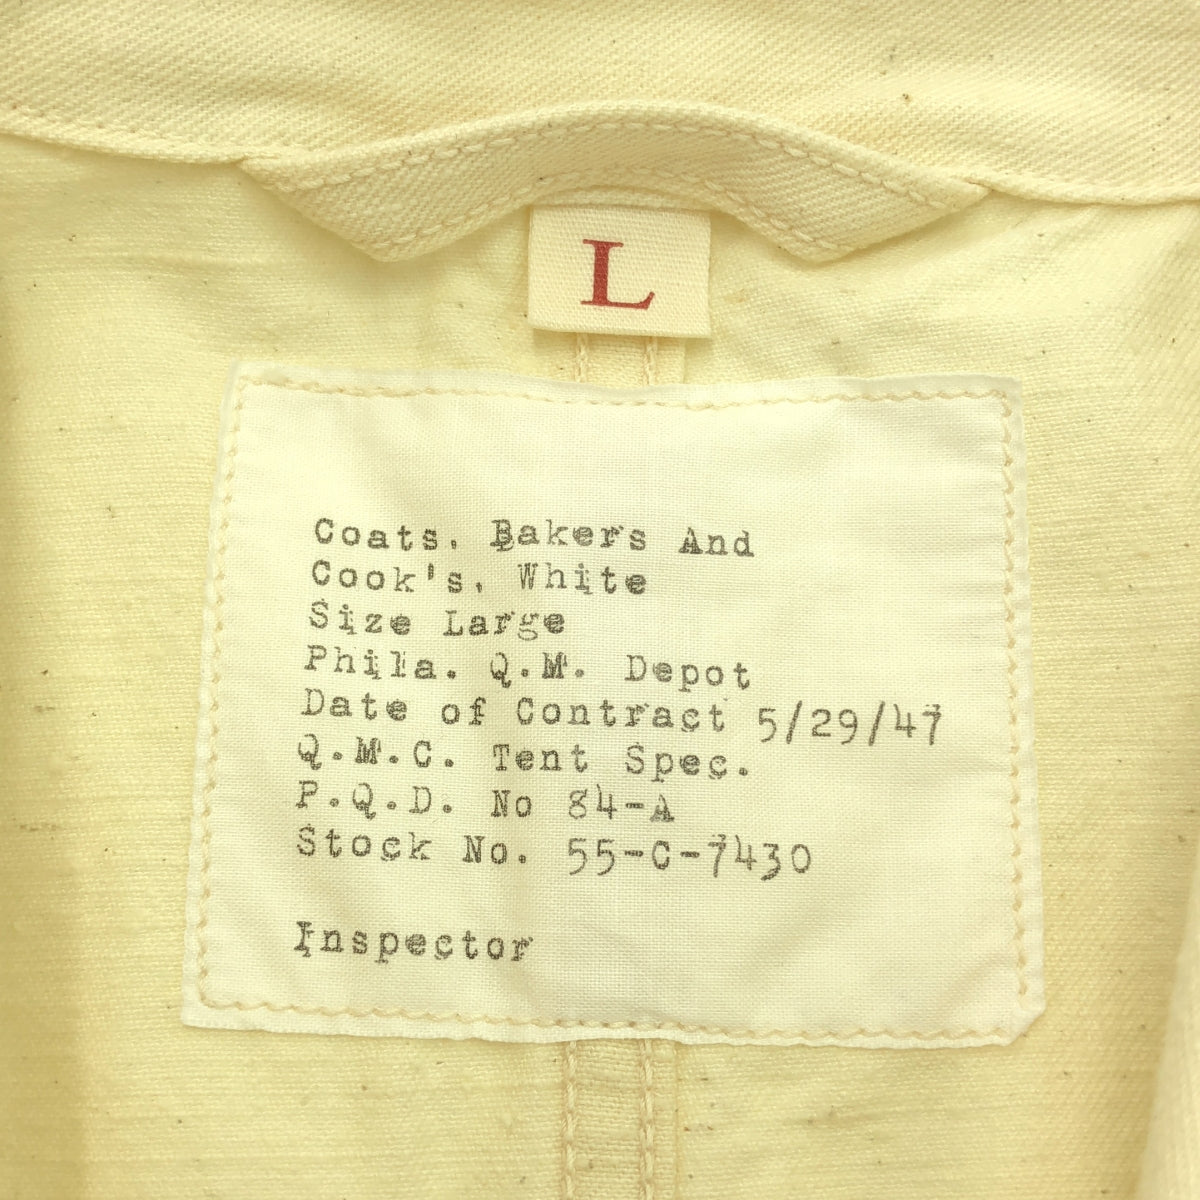 L
Coats. Bakers And
Cook's, White
Size Large
Phila. Q.M. Depot
Date of Contract 5/29/47
Q.M.C. Tent Spec.
P.Q.D. No 84-A
Stock No. 55-C-7430
Inspector